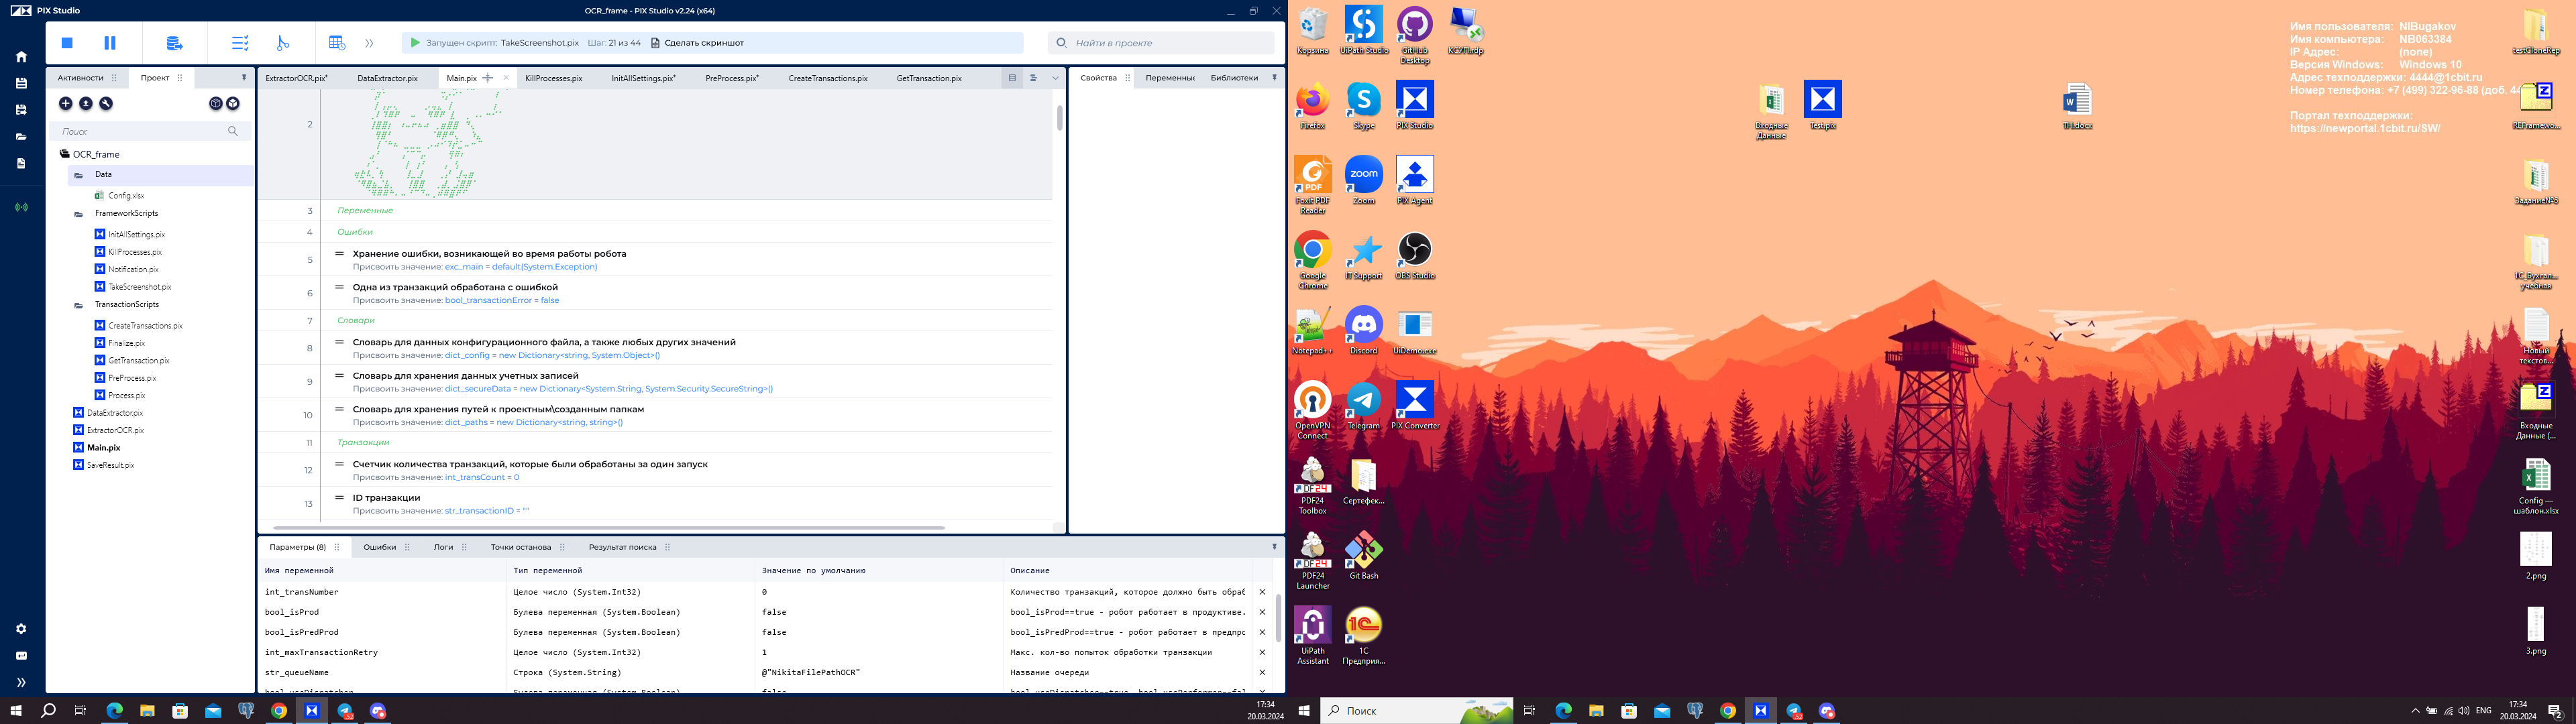 PIX Studio
OCR_frame - PIX Studio v2.24 (x64)
Запущен скрипт: TakeScreenshot.pix Шаг: 21 из 44 Сделать скриншот
Найти в проекте
Активности
Проект
Поиск
OCR_frame
Data
Config.xlsx
FrameworkScripts
InitAllSettings.pix
KillProcesses.pix
Notification.pix
TakeScreenshot.pix
TransactionScripts
CreateTransactions.pix
Finalize.pix
GetTransaction.pix
PreProcess.pix
Process.pix
DataExtractor.pix
ExtractorOCR.pix
Main.pix
SaveResult.pix
ExtractorOCR.pix* DataExtractor.pix Main.pix KillProcesses.pix InitAllSettings.pix* PreProcess.pix* CreateTransactions.pix GetTransaction.pix
2
3 Переменные
4 Ошибки
5 Хранение ошибки, возникающей во время работы робота
Присвоить значение: exc_main = default(System.Exception)
6 Одна из транзакций обработана с ошибкой
Присвоить значение: bool_transactionError = false
7 Словари
8 Словарь для данных конфигурационного файла, а также любых других значений
Присвоить значение: dict_config = new Dictionary<string, System.Object>()
9 Словарь для хранения данных учетных записей
Присвоить значение: dict_secureData = new Dictionary<System.String, System.Security.SecureString>()
10 Словарь для хранения путей к проектным\созданным папкам
Присвоить значение: dict_paths = new Dictionary<string, string>()
11 Транзакции
12 Счетчик количества транзакций, которые были обработаны за один запуск
Присвоить значение: int_transCount = 0
13 ID транзакции
Присвоить значение: str_transactionID = ""
Свойства Переменные Библиотеки
Параметры (8) Ошибки Логи Точки останова Результат поиска
Имя переменной Тип переменной Значение по умолчанию Описание
int_transNumber Целое число (System.Int32) 0 Количество транзакций, которое должно быть обраб
bool_isProd Булева переменная (System.Boolean) false bool_isProd==true - робот работает в продуктиве.
bool_isPredProd Булева переменная (System.Boolean) false bool_isPredProd==true - робот работает в предпро
int_maxTransactionRetry Целое число (System.Int32) 1 Макс. кол-во попыток обработки транзакции
str_queueName Строка (System.String) @"NikitaFilePathOCR" Название очереди
bool_useDispatcher Булева переменная (System.Boolean) false
17:34
20.03.2024
Корзина
UiPath Studio
GitHub
Desktop
Firefox
Skype
PIX Studio
Foxit PDF
Reader
Zoom
PIX Agent
Google
Chrome
IT Support
OBS Studio
Notepad++
Discord
UiDemo.exe
OpenVPN
Connect
Telegram
PIX Converter
PDF24
Toolbox
Сертефек...
PDF24
Launcher
Git Bash
UiPath
Assistant
1C
Предприя...
Входные
Данные
Test.pix
TH.docx
Имя пользователя: NIBugakov
Имя компьютера: NB063384
IP Адрес: (none)
Версия Windows: Windows 10
Адрес техподдержки: 4444@1cbit.ru
Номер телефона: +7 (499) 322-96-88 (доб. 44
Портал техподдержки:
https://newportal.1cbit.ru/SW/
testCloneRep
REFramewo...
Задание№6
учебная
Новый
текстов...
Входные
Данные (...
Config —
шаблон.xlsx
2.png
3.png
Поиск
ENG
17:34
20.03.2024